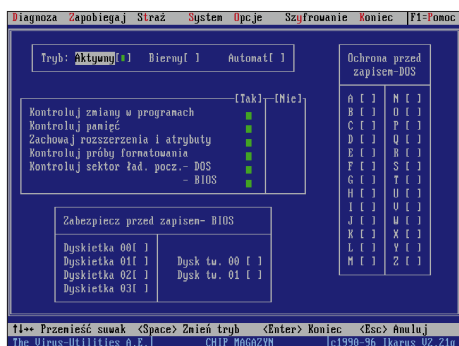 Diagnoza Zapobiegaj Straż System Opcje Szyfrowanie Koniec F1=Pomoc
Tryb: Aktywny[▪] Bierny[ ] Automat[ ]
Ochrona przed
zapisem-DOS
[Tak] [Nie]
Kontroluj zmiany w programach
Kontroluj pamięć
Zachowaj rozszerzenia i atrybuty
Kontroluj próby formatowania
Kontroluj sektor ład. pocz.- DOS
- BIOS
A [ ] N [ ]
B [ ] O [ ]
C [ ] P [ ]
D [ ] Q [ ]
E [ ] R [ ]
F [ ] S [ ]
G [ ] T [ ]
H [ ] U [ ]
I [ ] V [ ]
J [ ] W [ ]
K [ ] X [ ]
L [ ] Y [ ]
M [ ] Z [ ]
Zabezpiecz przed zapisem- BIOS
Dyskietka 00[ ]
Dyskietka 01[ ] Dysk tw. 00 [ ]
Dyskietka 02[ ] Dysk tw. 01 [ ]
Dyskietka 03[ ]
↑↓←→ Przemieść suwak <Space> Zmień tryb <Enter> Koniec <Esc> Anuluj
The Virus-Utilities A.E. CHIP MAGAZYN [c]1990-96 Ikarus V2.21g